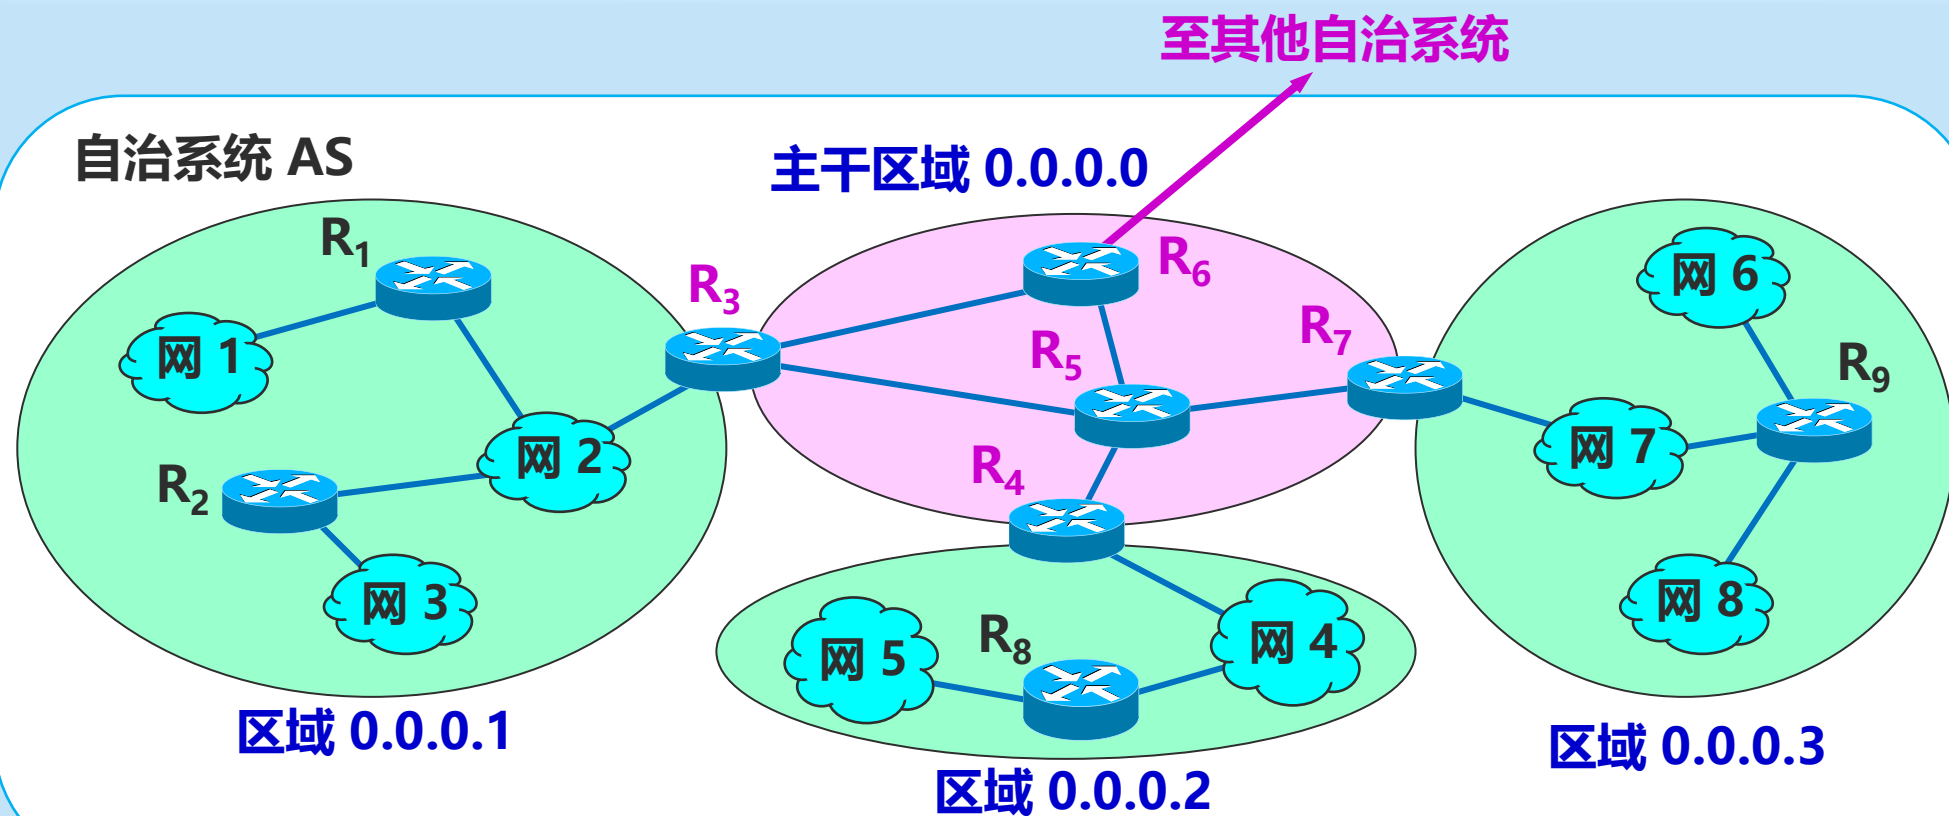 至其他自治系统
自治系统 AS
主干区域 0.0.0.0
R1
R6
R3
网 6
R7
R5
R9
网 1
网 2
网 7
R4
R2
网 3
网 8
R8
网 4
网 5
区域 0.0.0.1
区域 0.0.0.3
区域 0.0.0.2